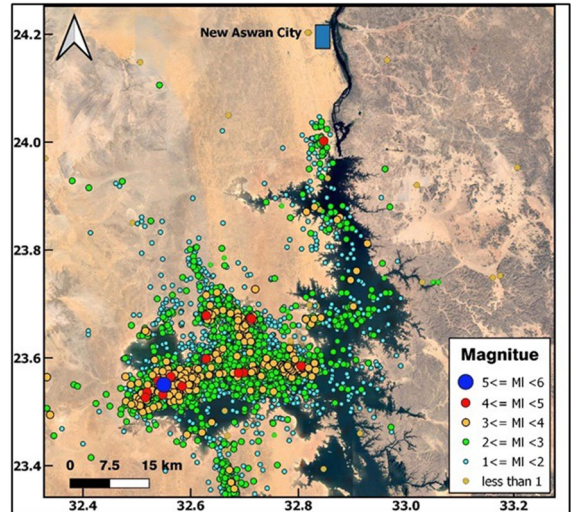 24.2
New Aswan City
24.0
23.8
23.6
23.4
Magnitue
5<= Ml <6
4<= Ml <5
3<= Ml <4
2<= Ml <3
1<= Ml <2
less than 1
0 7.5 15 km
32.4 32.6 32.8 33.0 33.2